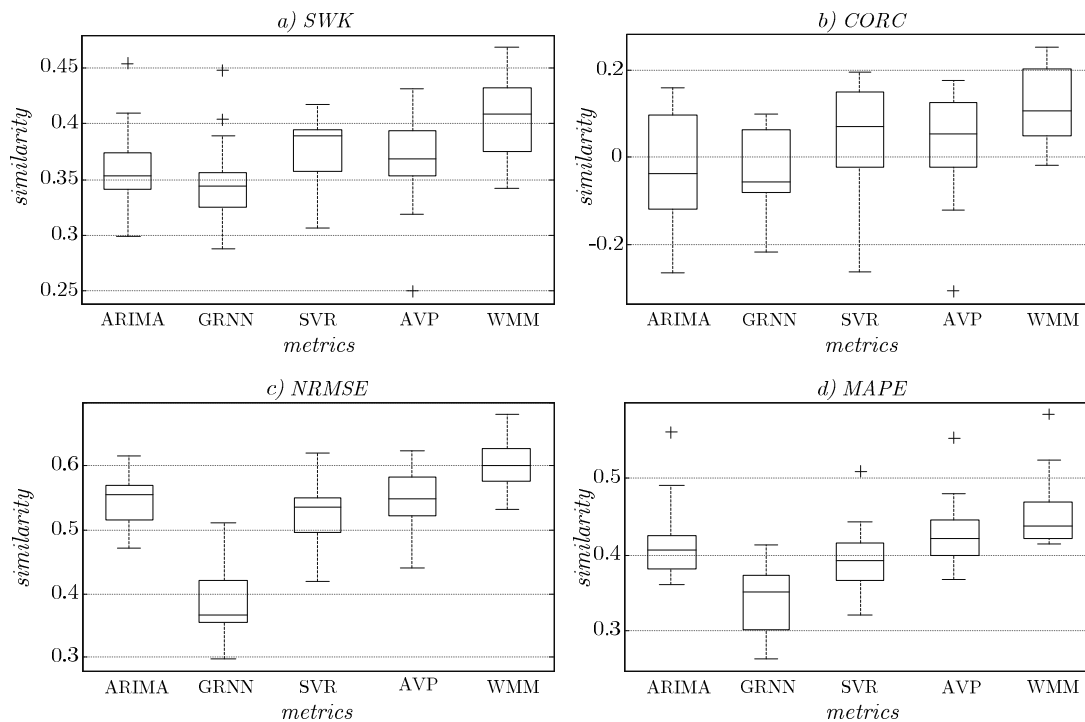 a) SWK
0.45
0.4
0.35
0.3
0.25
similarity
ARIMA GRNN SVR AVP WMM
metrics
b) CORC
0.2
0
-0.2
similarity
ARIMA GRNN SVR AVP WMM
metrics
c) NRMSE
0.6
0.5
0.4
0.3
similarity
ARIMA GRNN SVR AVP WMM
metrics
d) MAPE
0.5
0.4
0.3
similarity
ARIMA GRNN SVR AVP WMM
metrics